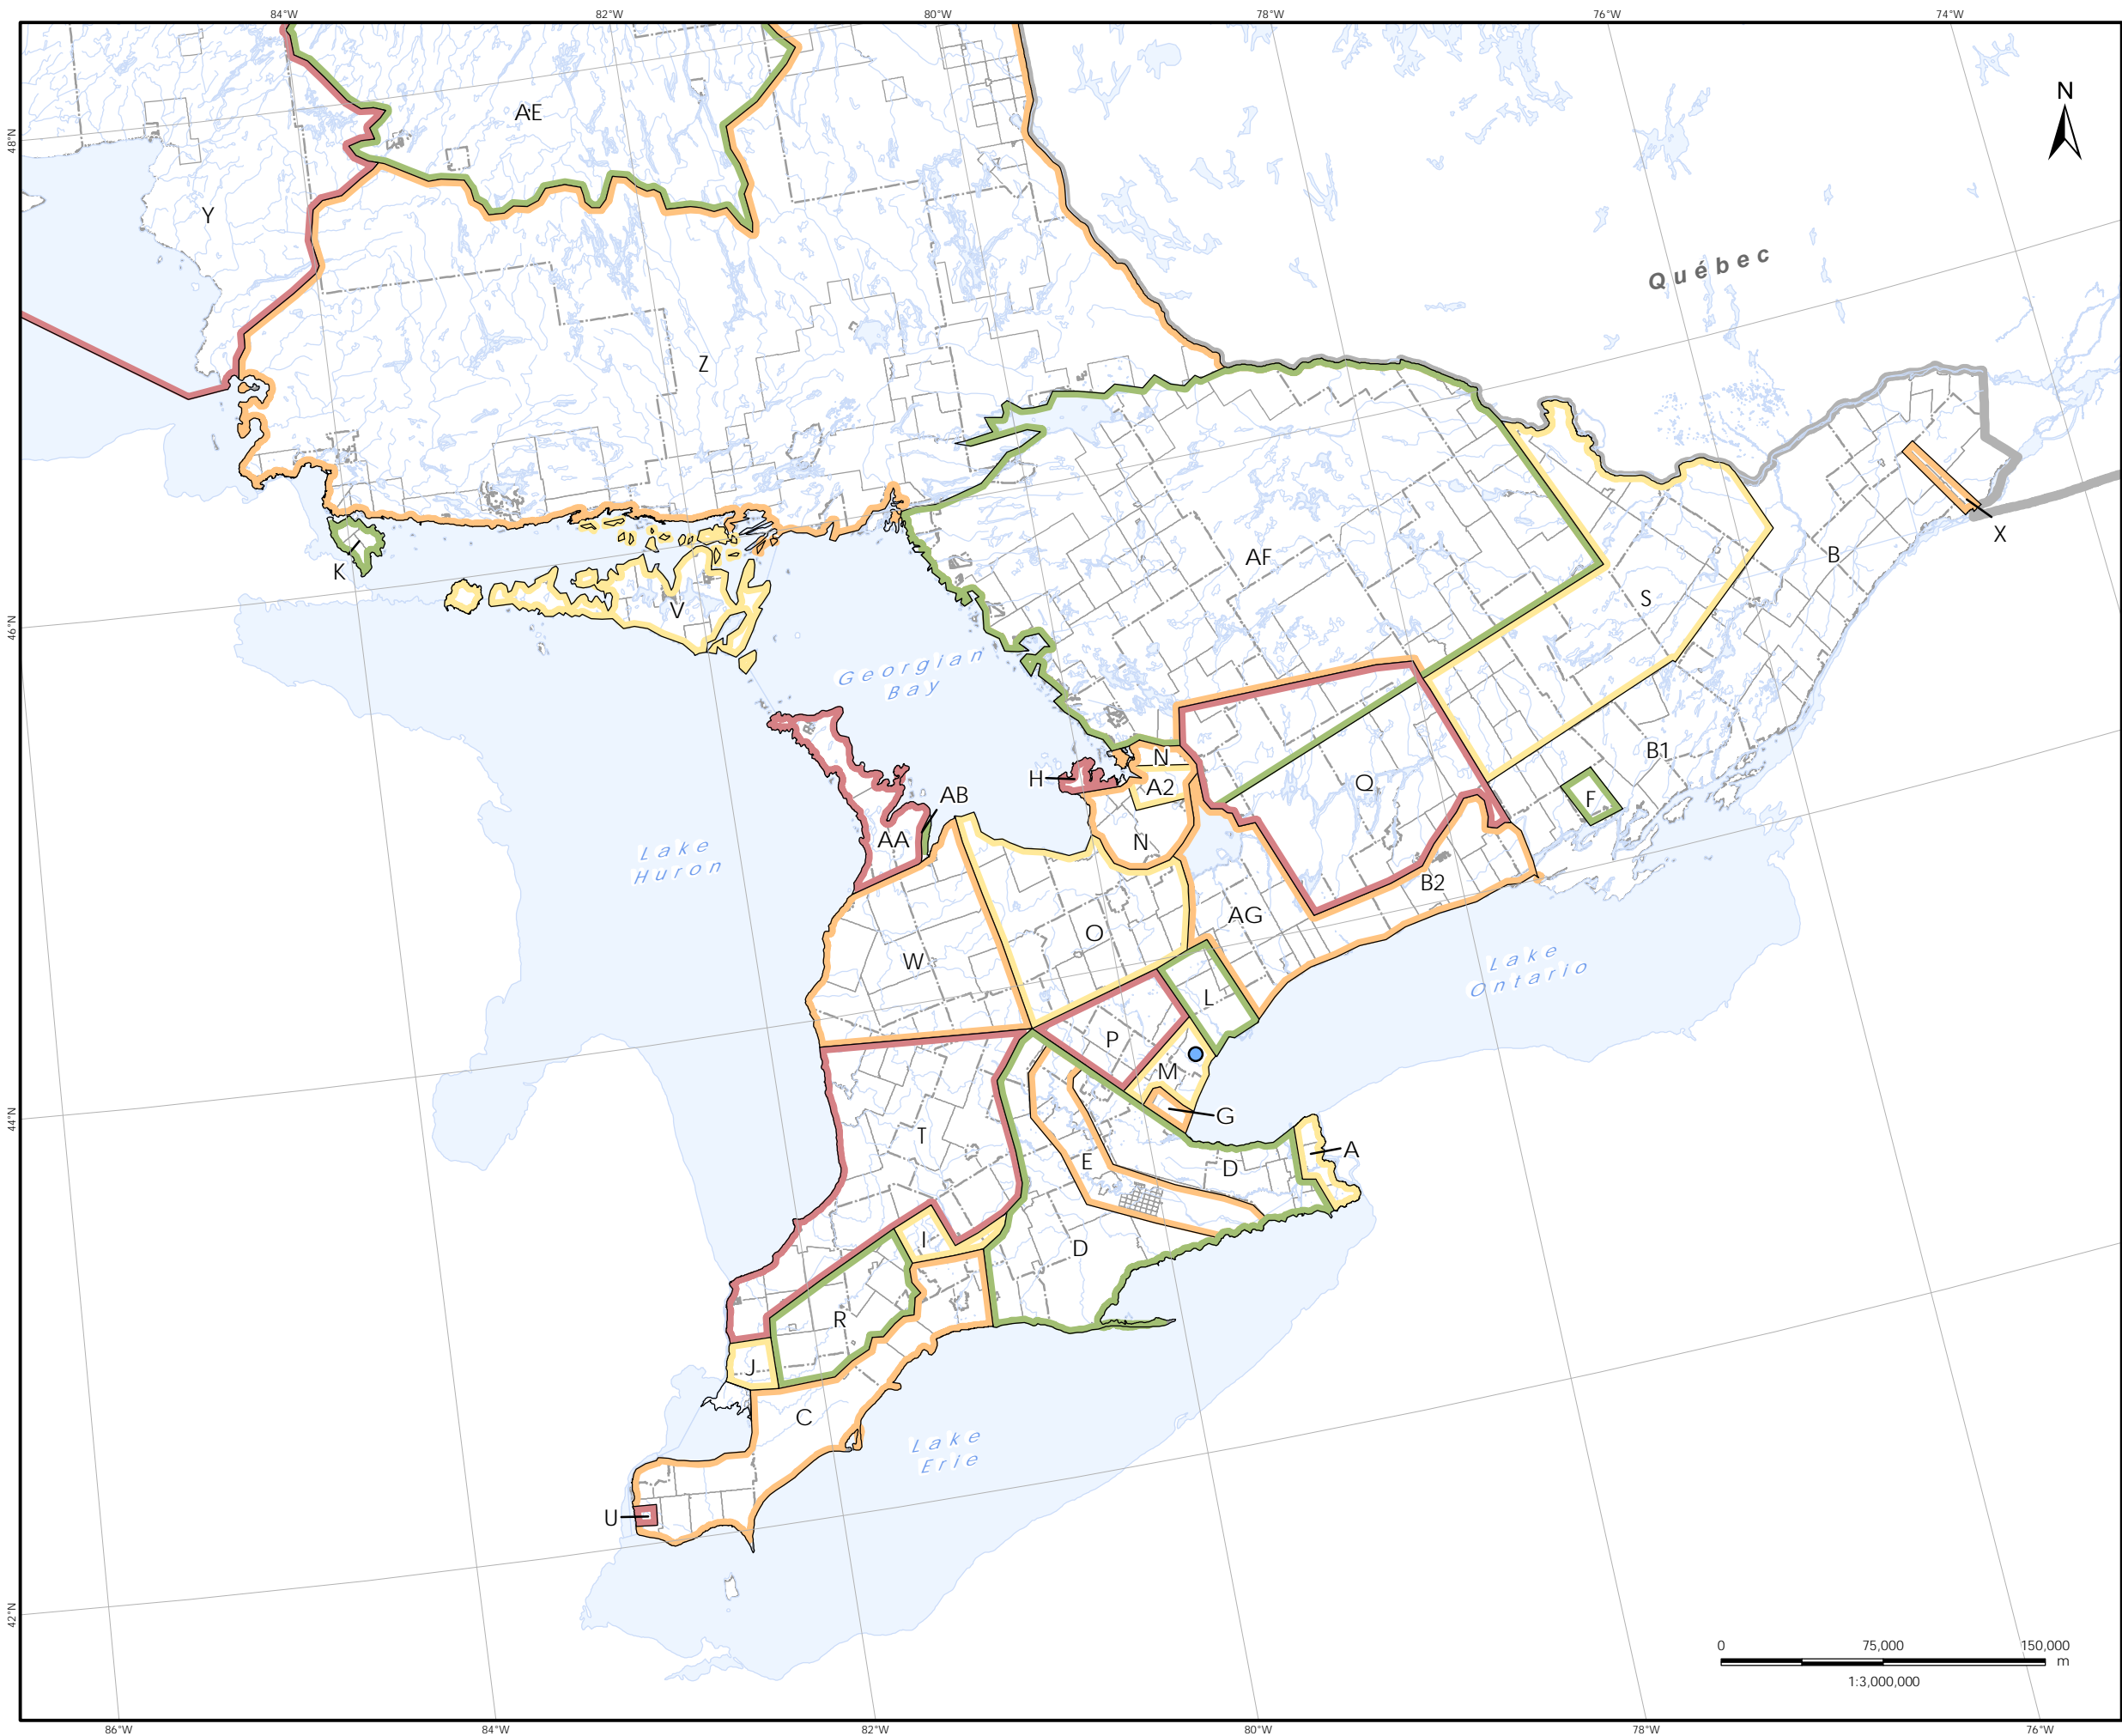 84°W 82°W 80°W 78°W 76°W 74°W
N
48°N
AE
Y
Québec
Z
X
B
AF
K
S
V
46°N
Georgian
Bay
B1
N
H
A2
Q
AB
F
AA
N
Lake
Huron
B2
AG
O
W
Lake
Ontario
L
P
M
44°N
G
T
A
E
D
I
D
R
J
C
Lake
Erie
U
42°N
0 75,000 150,000
m
1:3,000,000
86°W 84°W 82°W 80°W 78°W 76°W